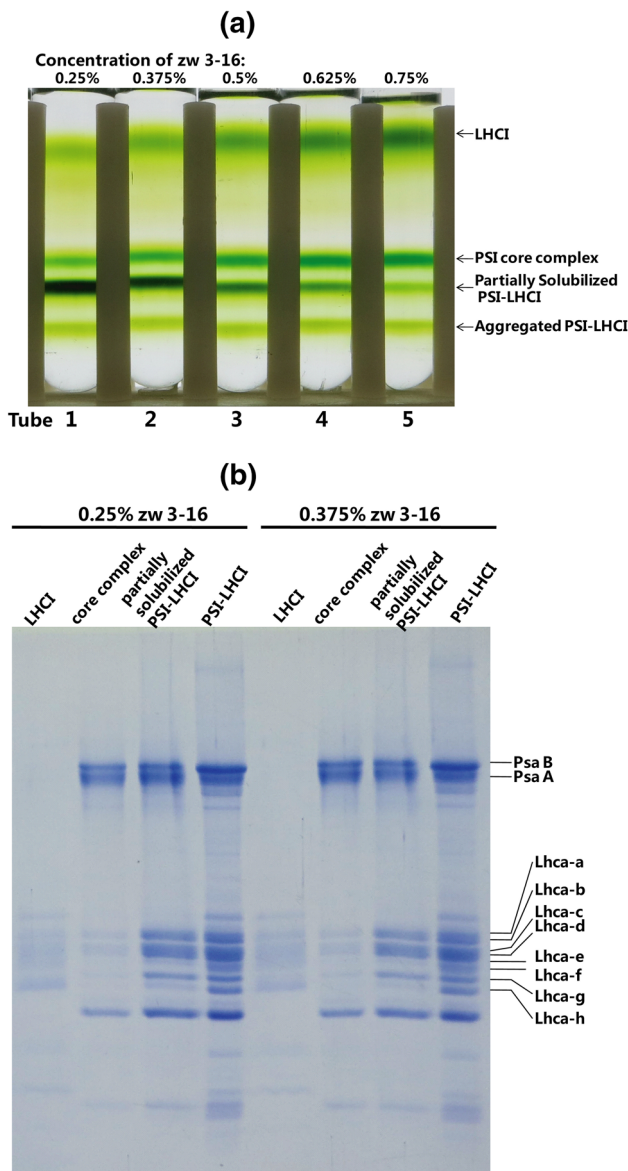 (a)
Concentration of zw 3-16:
0.25% 0.375% 0.5% 0.625% 0.75%
LHCI
PSI core complex
Partially Solubilized
PSI-LHCI
Aggregated PSI-LHCI
Tube 1 2 3 4 5
(b)
0.25% zw 3-16 0.375% zw 3-16
LHCI
core complex
partially
solubilized
PSI-LHCI
PSI-LHCI
LHCI
core complex
partially
solubilized
PSI-LHCI
PSI-LHCI
Psa B
Psa A
Lhca-a
Lhca-b
Lhca-c
Lhca-d
Lhca-e
Lhca-f
Lhca-g
Lhca-h